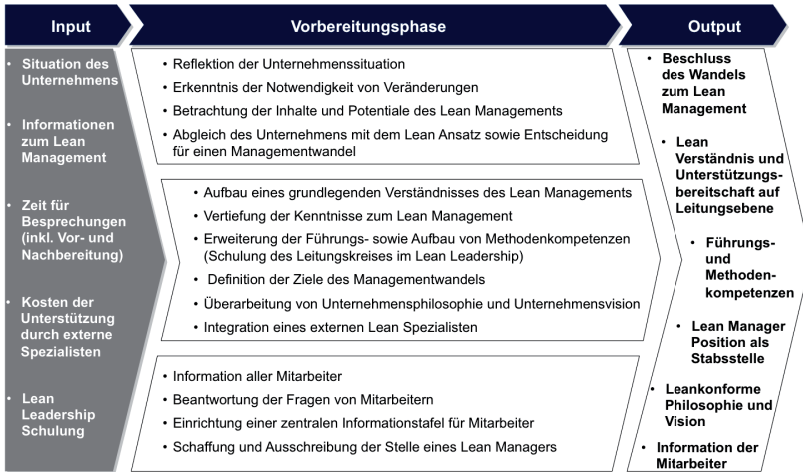 Input
Vorbereitungsphase
Output
• Situation des
Unternehmens
• Informationen
zum Lean
Management
• Zeit für
Besprechungen
(inkl. Vor- und
Nachbereitung)
• Kosten der
Unterstützung
durch externe
Spezialisten
• Lean
Leadership
Schulung
• Reflektion der Unternehmenssituation
• Erkenntnis der Notwendigkeit von Veränderungen
• Betrachtung der Inhalte und Potentiale des Lean Managements
• Abgleich des Unternehmens mit dem Lean Ansatz sowie Entscheidung
für einen Managementwandel
• Aufbau eines grundlegenden Verständnisses des Lean Managements
• Vertiefung der Kenntnisse zum Lean Management
• Erweiterung der Führungs- sowie Aufbau von Methodenkompetenzen
(Schulung des Leitungskreises im Lean Leadership)
• Definition der Ziele des Managementwandels
• Überarbeitung von Unternehmensphilosophie und Unternehmensvision
• Integration eines externen Lean Spezialisten
• Information aller Mitarbeiter
• Beantwortung der Fragen von Mitarbeitern
• Einrichtung einer zentralen Informationstafel für Mitarbeiter
• Schaffung und Ausschreibung der Stelle eines Lean Managers
• Beschluss
des Wandels
zum Lean
Management
• Lean
Verständnis und
Unterstützungs-
bereitschaft auf
Leitungsebene
• Führungs-
und
Methoden-
kompetenzen
• Lean Manager
Position als
Stabsstelle
• Leankonforme
Philosophie und
Vision
• Information der
Mitarbeiter